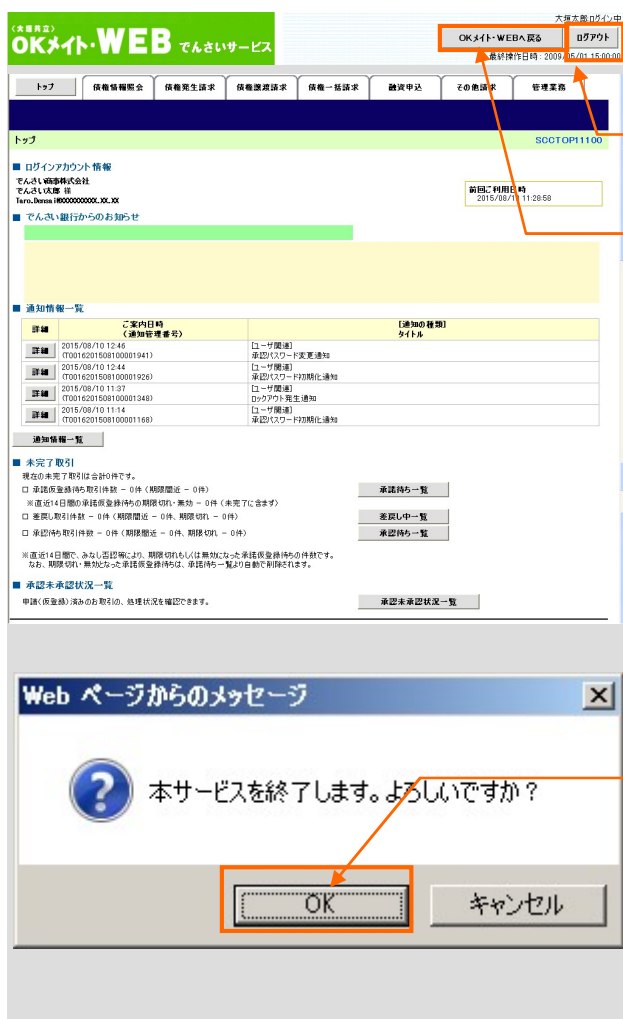 大垣太郎ログイン中
〈大垣共立〉
OKメイト・WEB でんさいサービス
OKメイト・WEBへ戻る ログアウト
最終操作日時：2009/05/01 15:00:00
トップ 債権情報照会 債権発生請求 債権譲渡請求 債権一括請求 融資申込 その他請求 管理業務
トップ SCCTOP11100
■ ログインアカウント情報
でんさい商事株式会社
でんさい太郎 様
前回ご利用日時
■ でんさい銀行からのお知らせ
■ 通知情報一覧
詳細 ご案内日時 [通知の種類]
（通知管理番号） タイトル
詳細 2015/08/10 12:46 [ユーザ関連]
(T0016201508100001941) 承認パスワード変更通知
詳細 2015/08/10 12:44 [ユーザ関連]
(T0016201508100001926) 承認パスワード初期化通知
詳細 2015/08/10 11:37 [ユーザ関連]
(T0016201508100001348) ロックアウト発生通知
詳細 2015/08/10 11:14 [ユーザ関連]
(T0016201508100001168) 承認パスワード初期化通知
通知情報一覧
■ 未完了取引
現在の未完了取引は合計0件です。
□ 承諾仮登録待ち取引件数 － 0件（期限間近 － 0件） 承諾待ち一覧
※直近14日間の承諾仮登録待ちの期限切れ・無効 － 0件（未完了に含まず）
□ 差戻し取引件数 － 0件（期限間近 － 0件、期限切れ － 0件） 差戻し中一覧
□ 承認待ち取引件数 － 0件（期限間近 － 0件、期限切れ － 0件） 承認待ち一覧
※直近14日間で、みなし否認等により、期限切れもしくは無効になった承諾仮登録待ちの件数です。
なお、期限切れ・無効となった承諾仮登録待ちは、承諾待ち一覧より自動で削除されます。
■ 承認未承認状況一覧
申請（仮登録）済みのお取引の、処理状況を確認できます。 承認未承認状況一覧
Web ページからのメッセージ
本サービスを終了します。よろしいですか？
OK キャンセル